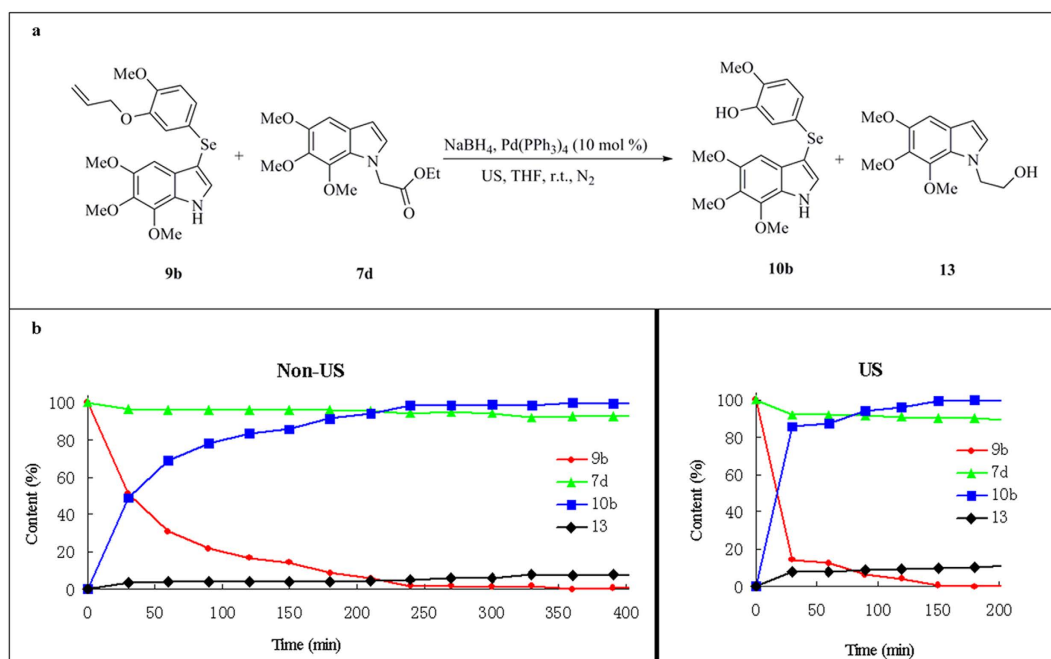 a
MeO
O
Se
MeO
MeO
OMe
N
H
9b
+
MeO
MeO
OMe
N
OEt
O
7d
NaBH4, Pd(PPh3)4 (10 mol %)
US, THF, r.t., N2
MeO
HO
Se
MeO
MeO
OMe
N
H
10b
+
MeO
MeO
OMe
N
OH
13
b
Non-US
Content (%)
100
80
60
40
20
0
0 50 100 150 200 250 300 350 400
Time (min)
9b
7d
10b
13
US
Content (%)
100
80
60
40
20
0
0 50 100 150 200
Time (min)
9b
7d
10b
13